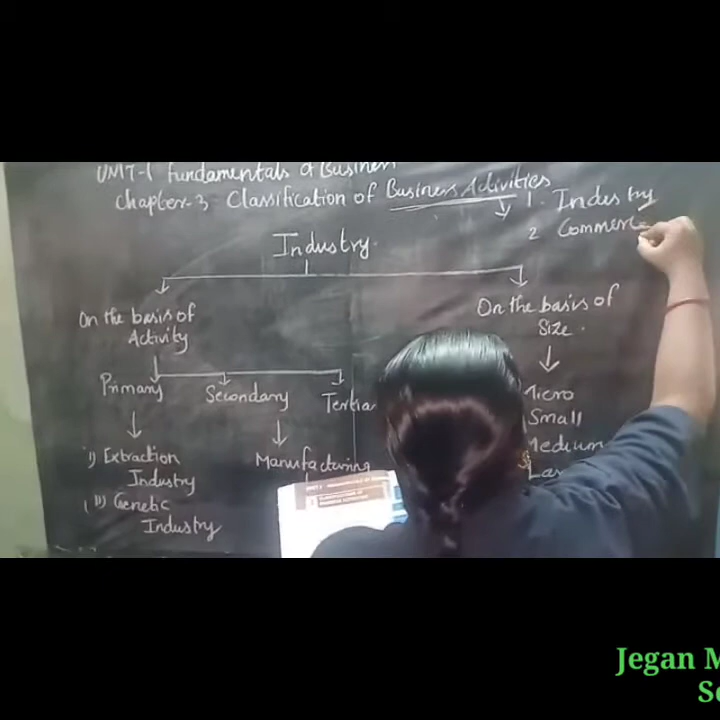 UNIT-1 Fundamentals of Business
Chapter-3 Classification of Business Activities
1. Industry
2 Commerc
Industry.
On the basis of
Activity
On the basis of
Size.
Primary
Secondary
Tertia
i) Extraction
Industry
(ii) Genetic
Industry
Manufacturing
Micro
Small
Medium
La
Jegan M
S